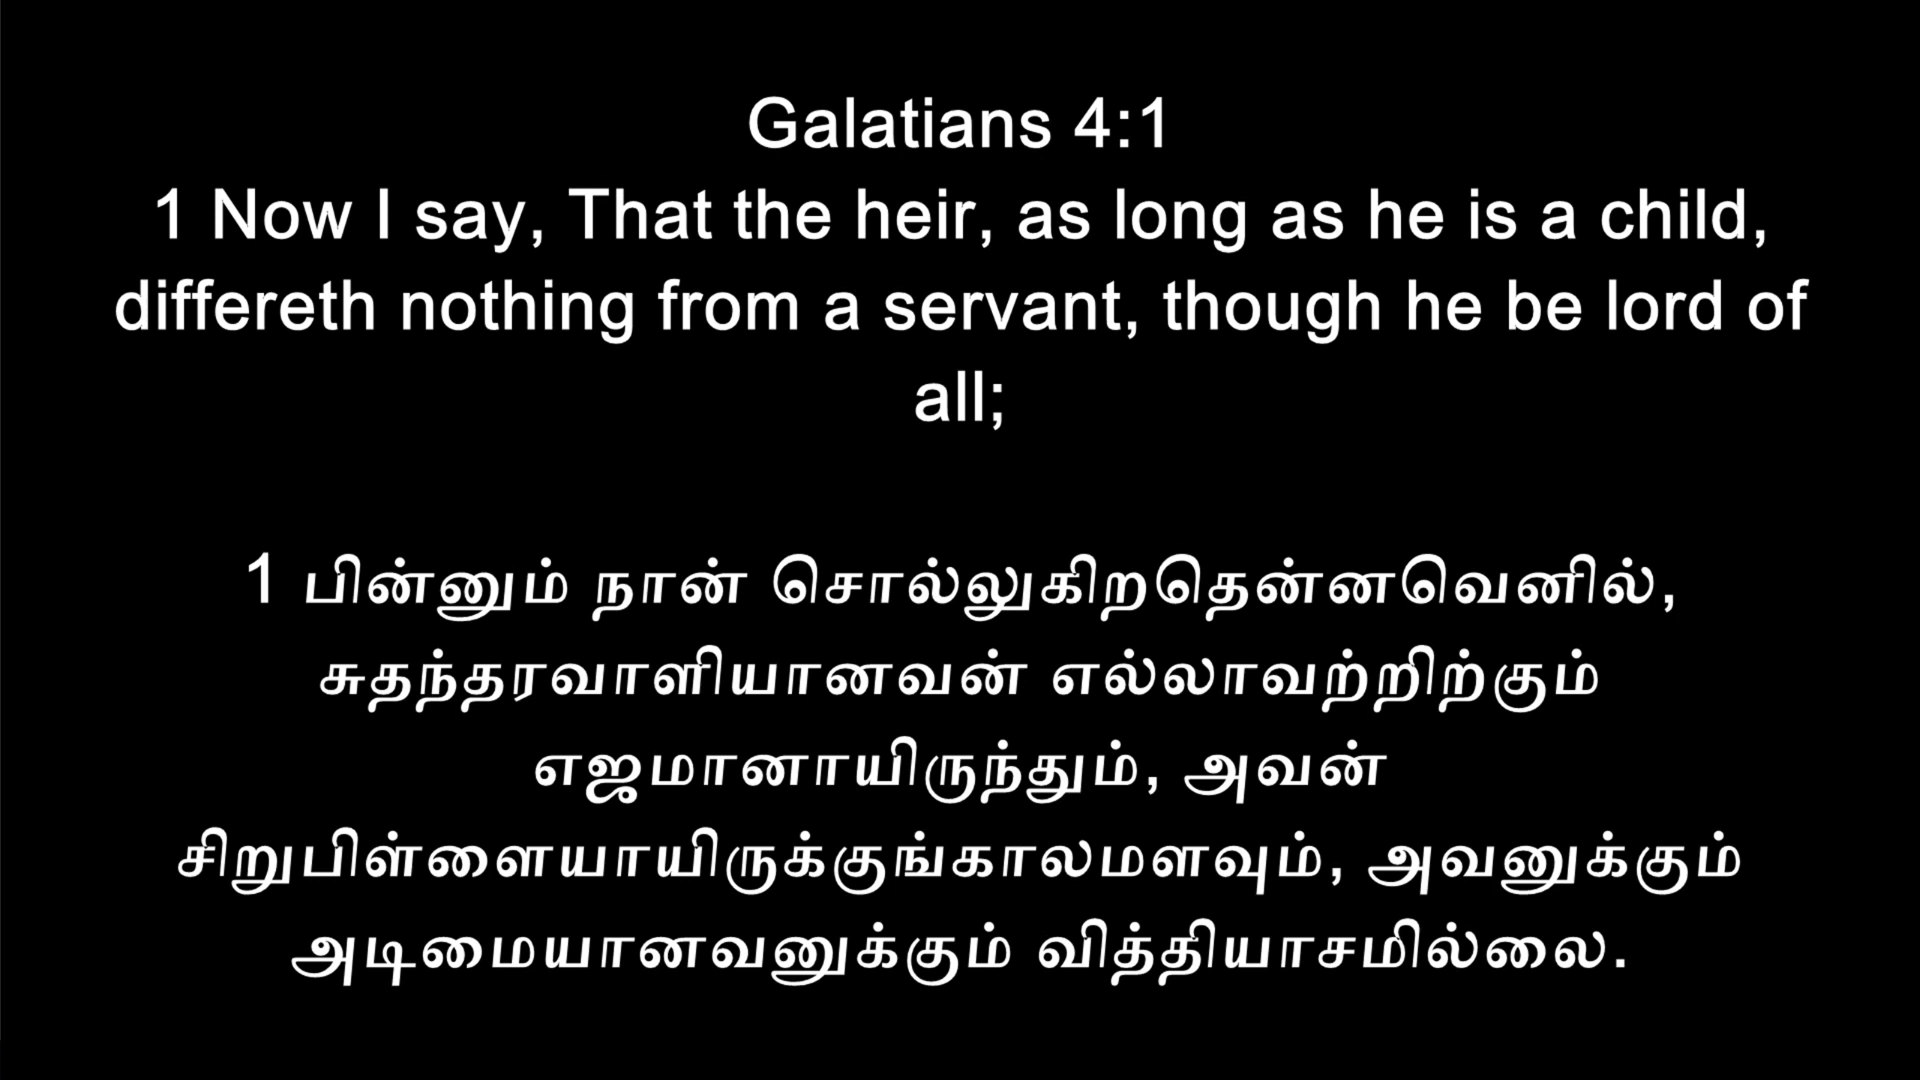 Galatians 4:1
1 Now I say, That the heir, as long as he is a child,
differeth nothing from a servant, though he be lord of
all;
1 பின்னும் நான் சொல்லுகிறதென்னவெனில்,
சுதந்தரவாளியானவன் எல்லாவற்றிற்கும்
எஜமானாயிருந்தும், அவன்
சிறுபிள்ளையாயிருக்குங்காலமளவும், அவனுக்கும்
அடிமையானவனுக்கும் வித்தியாசமில்லை.